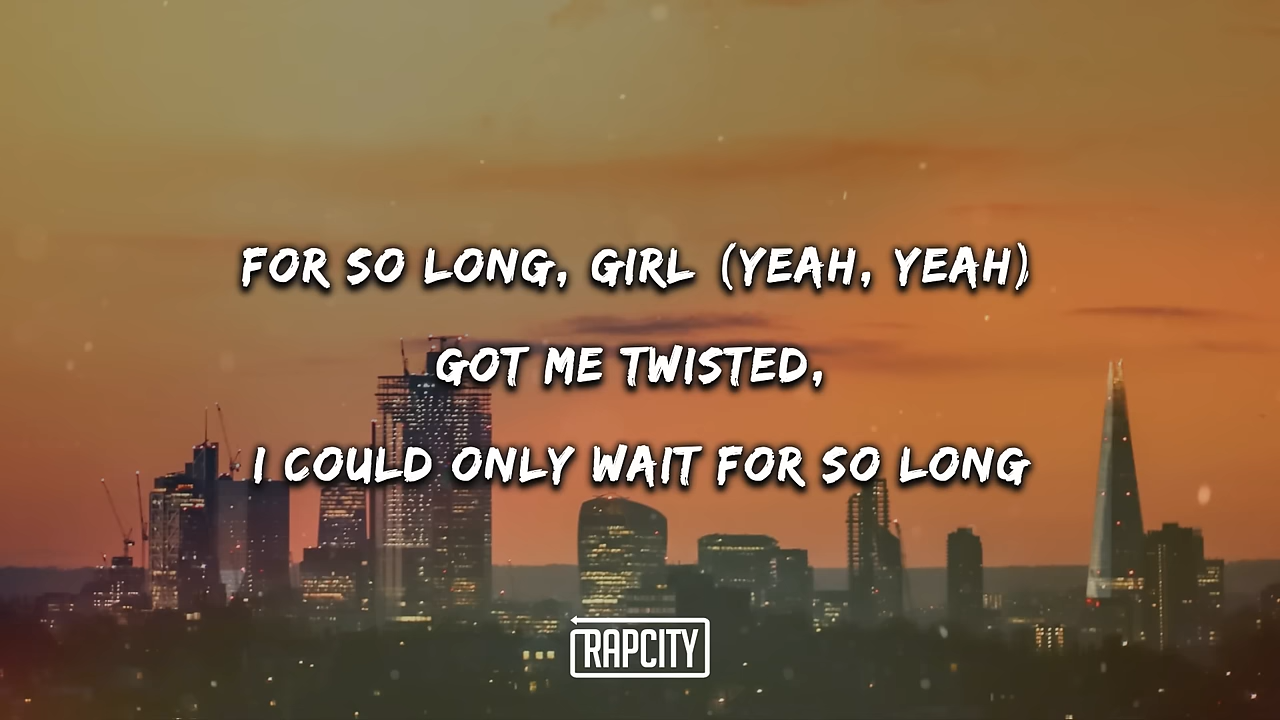 FOR SO LONG, GIRL (YEAH, YEAH)
GOT ME TWISTED,
I COULD ONLY WAIT FOR SO LONG
RAPCITY